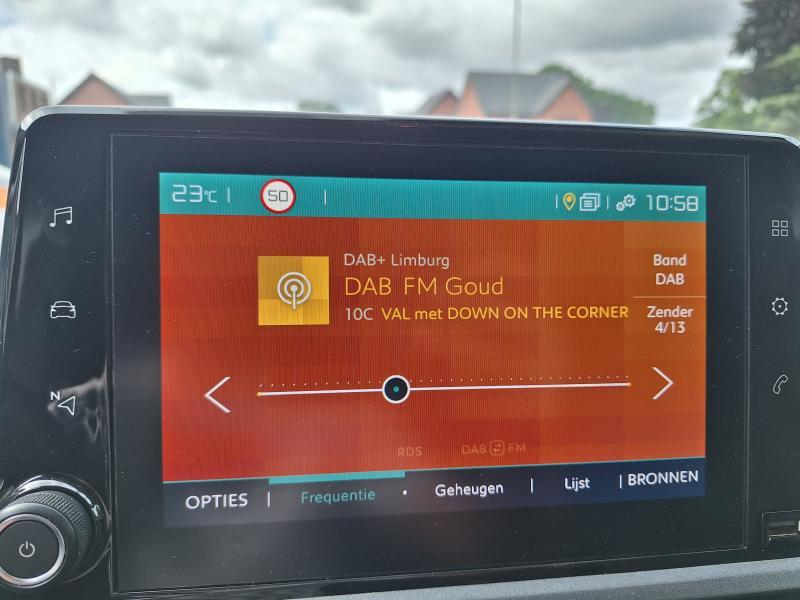 23°C
50
10:58
DAB+ Limburg
DAB FM Goud
10C VAL met DOWN ON THE CORNER
Band
DAB
Zender
4/13
RDS
DAB FM
OPTIES
Frequentie
Geheugen
Lijst
BRONNEN
N